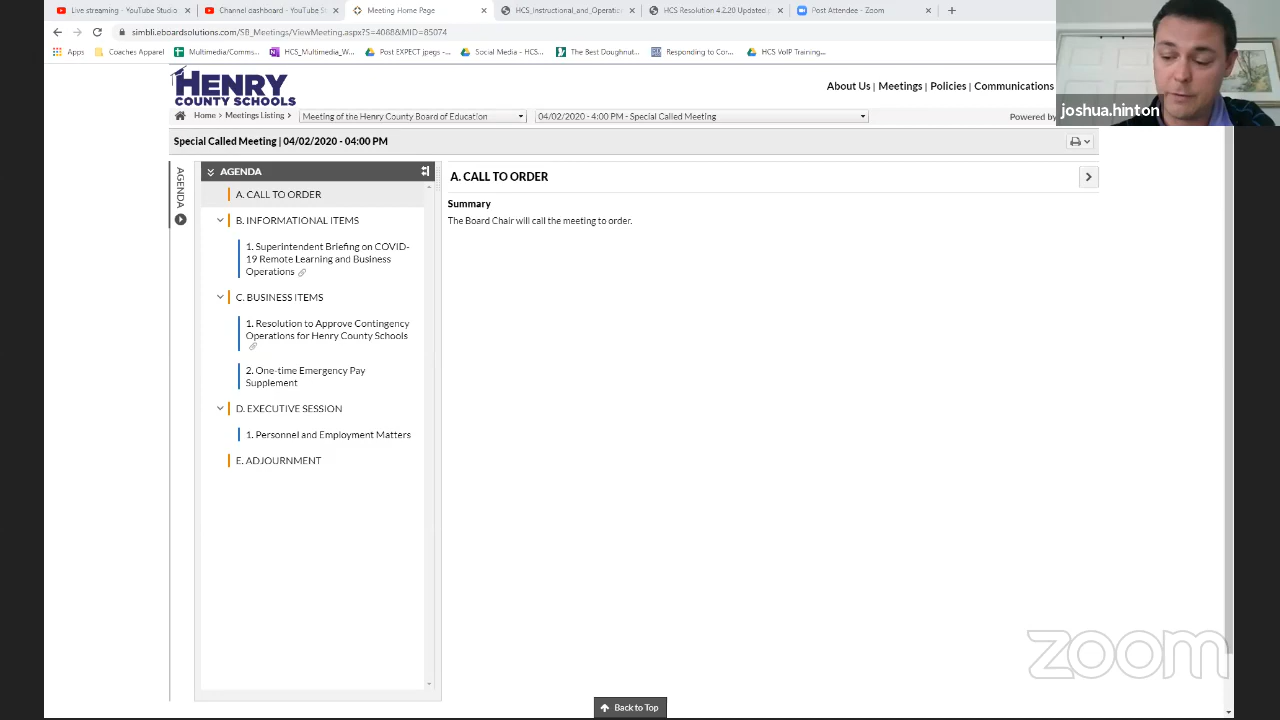 Live streaming - YouTube Studio
Channel dashboard - YouTube St
Meeting Home Page
HCS_Instructional_and_Operation
HCS Resolution 4.2.20 Updated
Post Attendee - Zoom
simbli.eboardsolutions.com/SB_Meetings/ViewMeeting.aspx?S=4088&MID=85074
Apps
Coaches Apparel
Multimedia/Comms...
HCS_Multimedia_W...
Post EXPECT jpegs -...
Social Media - HCS...
The Best Doughnut...
Responding to Cor...
HCS VoIP Training...
HENRY
COUNTY SCHOOLS
About Us | Meetings | Policies | Communications
joshua.hinton
Home > Meetings Listing >
Meeting of the Henry County Board of Education
04/02/2020 - 4:00 PM - Special Called Meeting
Powered by
Special Called Meeting | 04/02/2020 - 04:00 PM
AGENDA
AGENDA
A. CALL TO ORDER
B. INFORMATIONAL ITEMS
1. Superintendent Briefing on COVID-
19 Remote Learning and Business
Operations
C. BUSINESS ITEMS
1. Resolution to Approve Contingency
Operations for Henry County Schools
2. One-time Emergency Pay
Supplement
D. EXECUTIVE SESSION
1. Personnel and Employment Matters
E. ADJOURNMENT
A. CALL TO ORDER
Summary
The Board Chair will call the meeting to order.
zoom
Back to Top